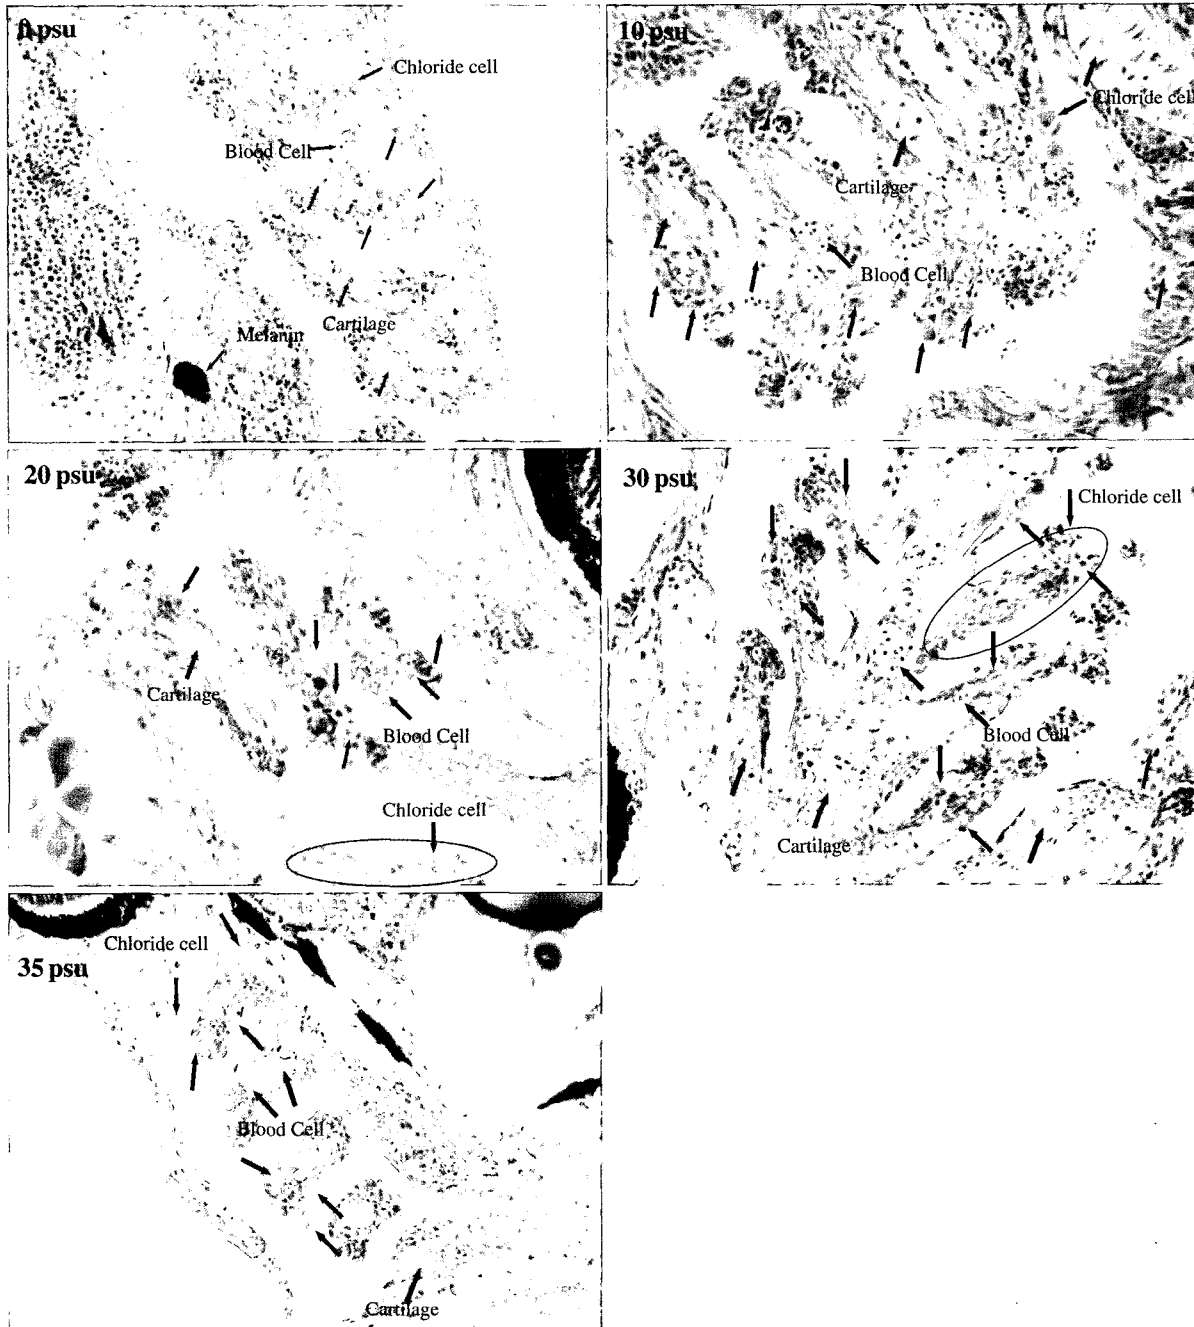 0 psu
Chloride cell
Blood Cell
Cartilage
Melanin
10 psu
Chloride cell
Cartilage
Blood Cell
20 psu
Cartilage
Blood Cell
Chloride cell
30 psu
Chloride cell
Blood Cell
Cartilage
Chloride cell
35 psu
Blood Cell
Cartilage